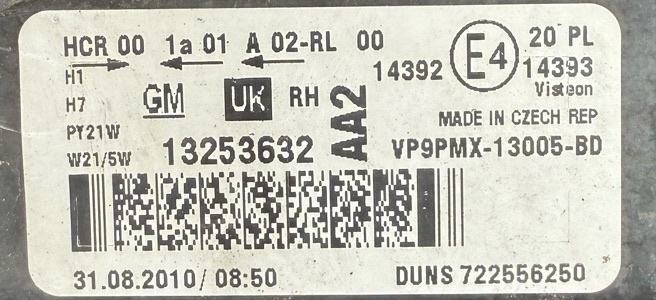 HCR 00 1a 01 A 02-RL 00
E4 20 PL
14392 14393
H1
H7
PY21W
W21/5W
GM UK RH AA2
Visteon
MADE IN CZECH REP
13253632 VP9PMX-13005-BD
31.08.2010/ 08:50 DUNS 722556250